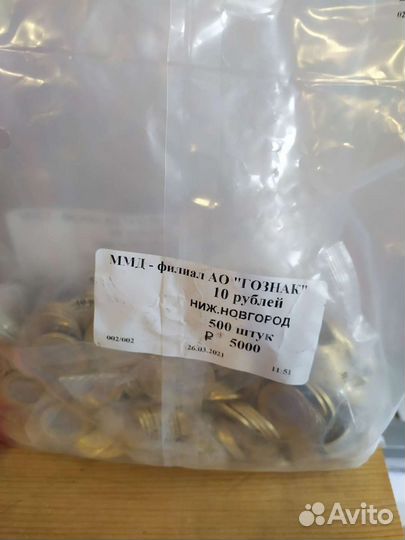 ММД - филиал АО "ГОЗНАК"
10 рублей
НИЖ.НОВГОРОД
500 штук
₽ 5000
002/002
26.03.2021
11:51
Avito